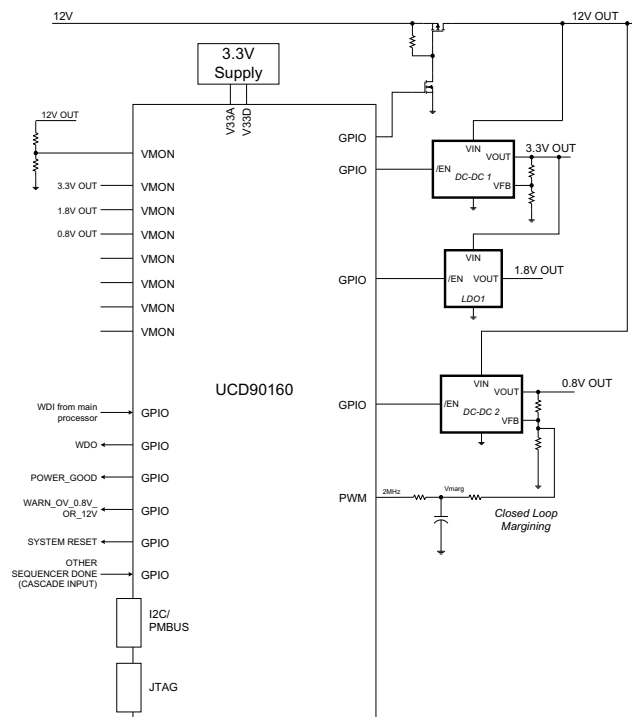 12V
12V OUT
3.3V
Supply
V33A
V33D
12V OUT
VMON
GPIO
GPIO
VIN
VOUT
3.3V OUT
/EN
DC-DC 1
VFB
3.3V OUT
VMON
1.8V OUT
VMON
0.8V OUT
VMON
VMON
VMON
VMON
VMON
GPIO
VIN
/EN
VOUT
1.8V OUT
LDO1
UCD90160
GPIO
VIN
VOUT
0.8V OUT
/EN
DC-DC 2
VFB
WDI from main
processor
GPIO
WDO
GPIO
POWER_GOOD
GPIO
WARN_OV_0.8V_
OR_12V
GPIO
SYSTEM RESET
GPIO
OTHER
SEQUENCER DONE
(CASCADE INPUT)
GPIO
PWM
2MHz
Vmarg
Closed Loop
Margining
I2C/
PMBUS
JTAG